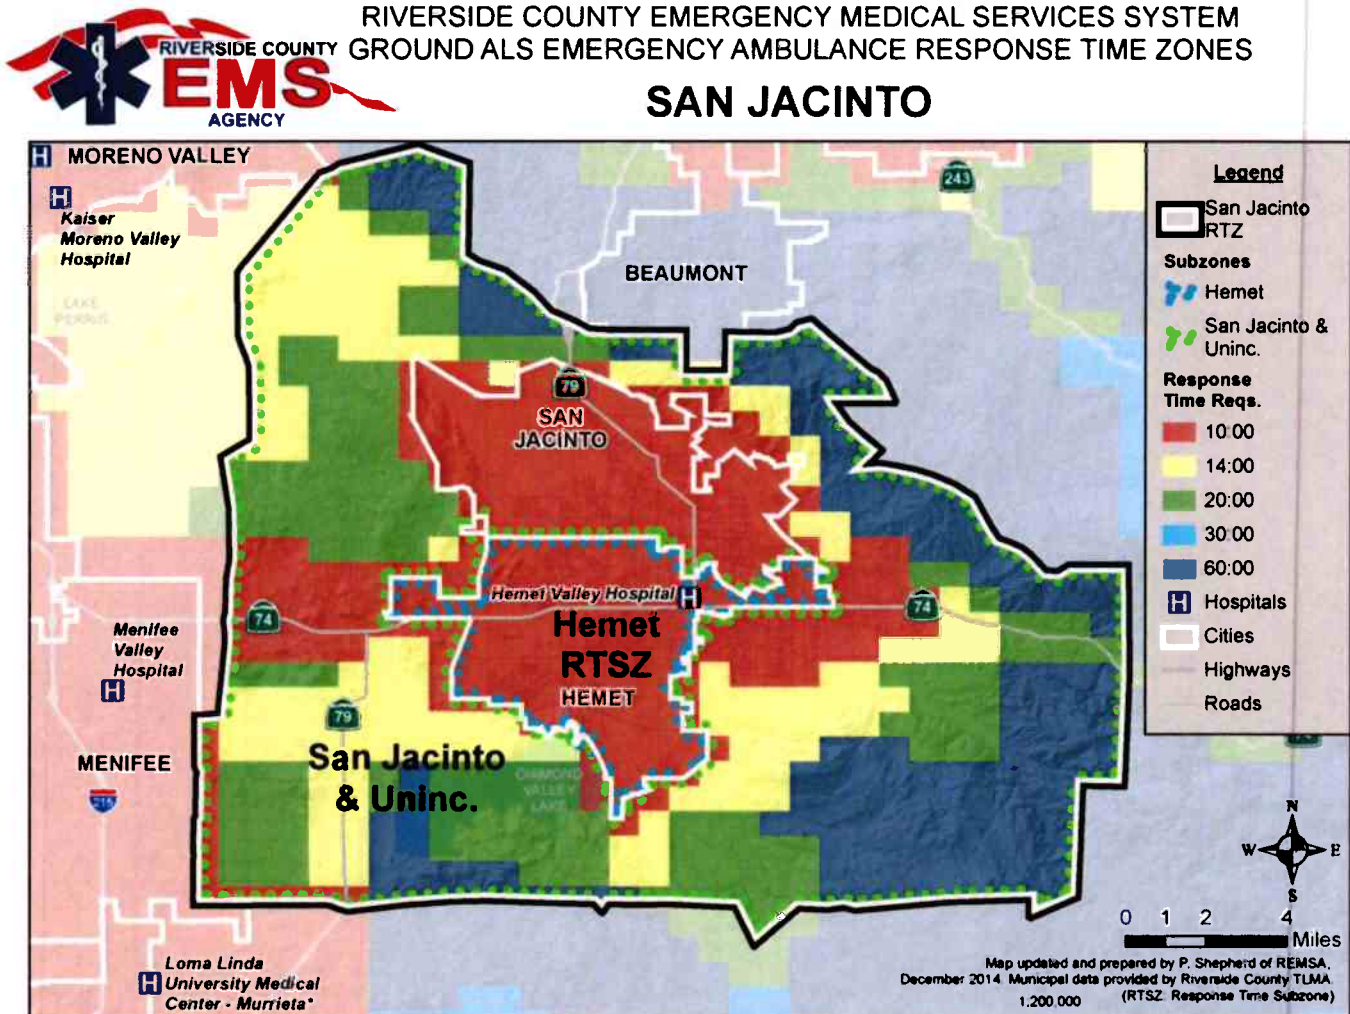 RIVERSIDE COUNTY EMERGENCY MEDICAL SERVICES SYSTEM
GROUND ALS EMERGENCY AMBULANCE RESPONSE TIME ZONES
SAN JACINTO
RIVERSIDE COUNTY
EMS
AGENCY
MORENO VALLEY
H
H
Kaiser
Moreno Valley
Hospital
LAKE
PERRIS
BEAUMONT
243
79
SAN
JACINTO
Hemet Valley Hospital
H
Hemet
RTSZ
HEMET
74
74
Menifee
Valley
Hospital
H
79
MENIFEE
215
San Jacinto
& Uninc.
DIAMOND
VALLEY
LAKE
Loma Linda
H
University Medical
Center - Murrieta*
Legend
San Jacinto
RTZ
Subzones
Hemet
San Jacinto &
Uninc.
Response
Time Reqs.
10:00
14:00
20:00
30:00
60:00
H Hospitals
Cities
Highways
Roads
N
W E
S
0 1 2 4
Miles
Map updated and prepared by P. Shepherd of REMSA,
December 2014. Municipal data provided by Riverside County TLMA.
1:200,000 (RTSZ: Response Time Subzone)